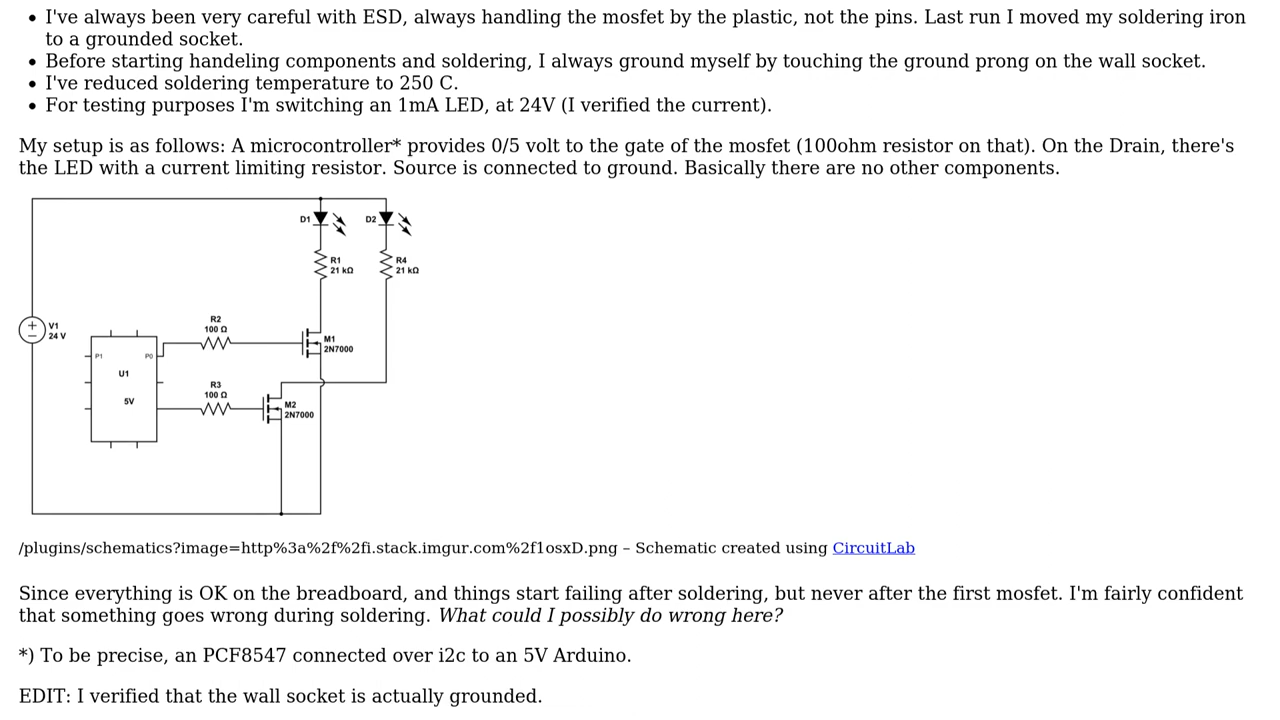 • I've always been very careful with ESD, always handling the mosfet by the plastic, not the pins. Last run I moved my soldering iron
to a grounded socket.
• Before starting handeling components and soldering, I always ground myself by touching the ground prong on the wall socket.
• I've reduced soldering temperature to 250 C.
• For testing purposes I'm switching an 1mA LED, at 24V (I verified the current).
My setup is as follows: A microcontroller* provides 0/5 volt to the gate of the mosfet (100ohm resistor on that). On the Drain, there's
the LED with a current limiting resistor. Source is connected to ground. Basically there are no other components.
D1
D2
R1
21 kΩ
R4
21 kΩ
V1
24 V
R2
100 Ω
M1
2N7000
P1
P0
U1
5V
R3
100 Ω
M2
2N7000
/plugins/schematics?image=http%3a%2f%2fi.stack.imgur.com%2f1osxD.png – Schematic created using CircuitLab
Since everything is OK on the breadboard, and things start failing after soldering, but never after the first mosfet. I'm fairly confident
that something goes wrong during soldering. What could I possibly do wrong here?
*) To be precise, an PCF8547 connected over i2c to an 5V Arduino.
EDIT: I verified that the wall socket is actually grounded.